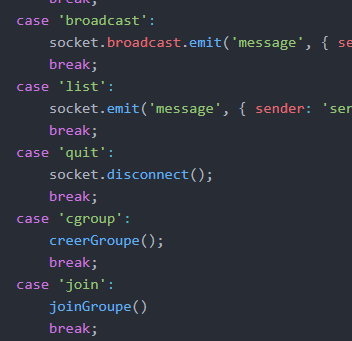 break;
case 'broadcast':
socket.broadcast.emit('message', { se
break;
case 'list':
socket.emit('message', { sender: 'ser
break;
case 'quit':
socket.disconnect();
break;
case 'cgroup':
creerGroupe();
break;
case 'join':
joinGroupe()
break;